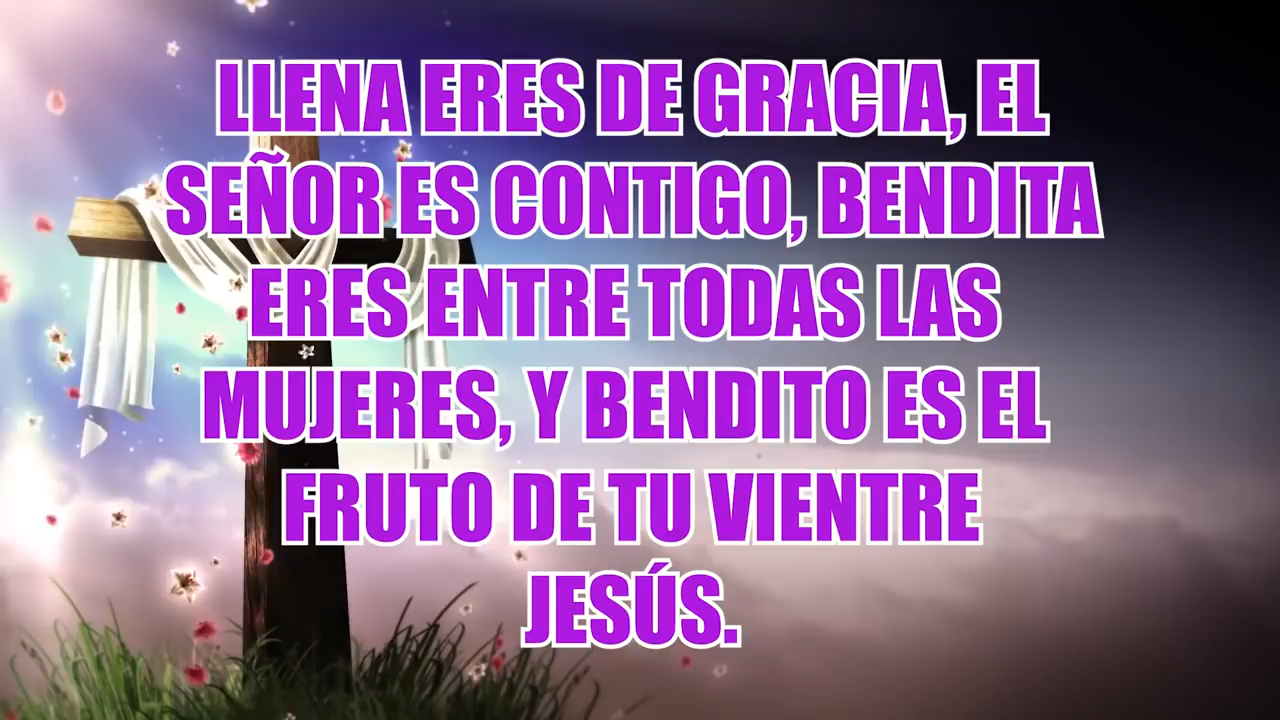 LLENA ERES DE GRACIA, EL
SEÑOR ES CONTIGO, BENDITA
ERES ENTRE TODAS LAS
MUJERES, Y BENDITO ES EL
FRUTO DE TU VIENTRE
JESÚS.